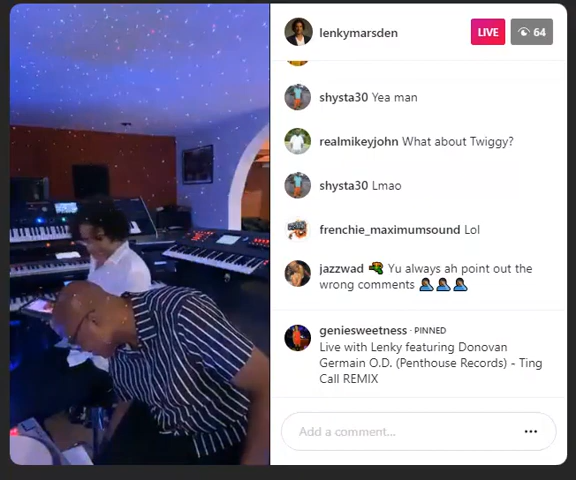 lenkymarsden
LIVE
64
shysta30 Yea man
realmikeyjohn What about Twiggy?
shysta30 Lmao
frenchie_maximumsound Lol
jazzwad Yu always ah point out the
wrong comments
geniesweetness · PINNED
Live with Lenky featuring Donovan
Germain O.D. (Penthouse Records) - Ting
Call REMIX
Add a comment...